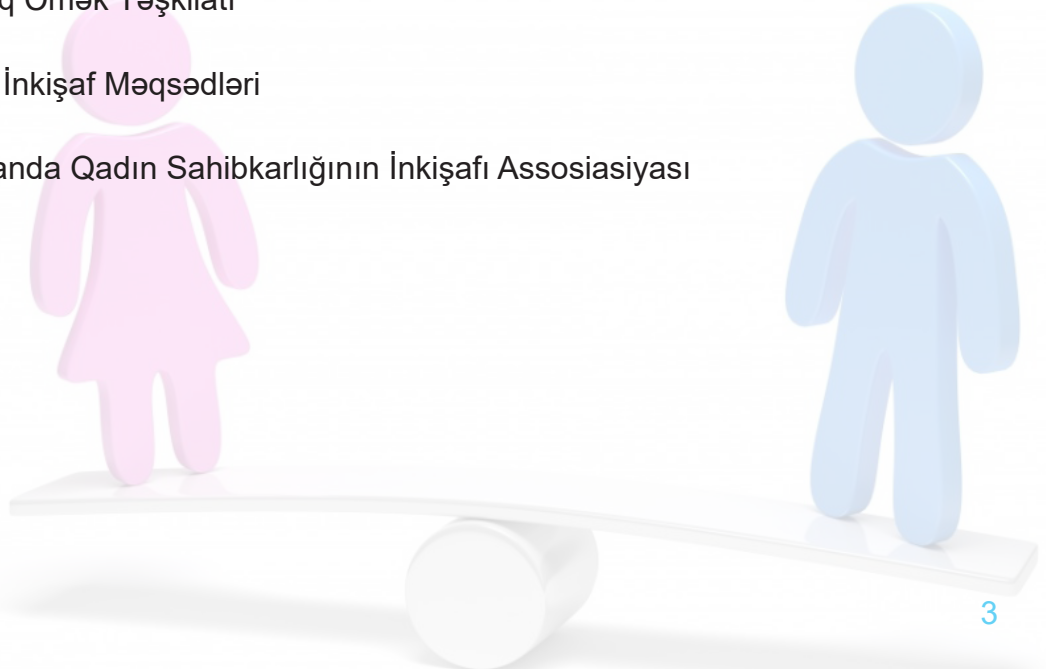 Əmək Təşkilatı
İnkişaf Məqsədləri
anda Qadın Sahibkarlığının İnkişafı Assosiasiyası
3